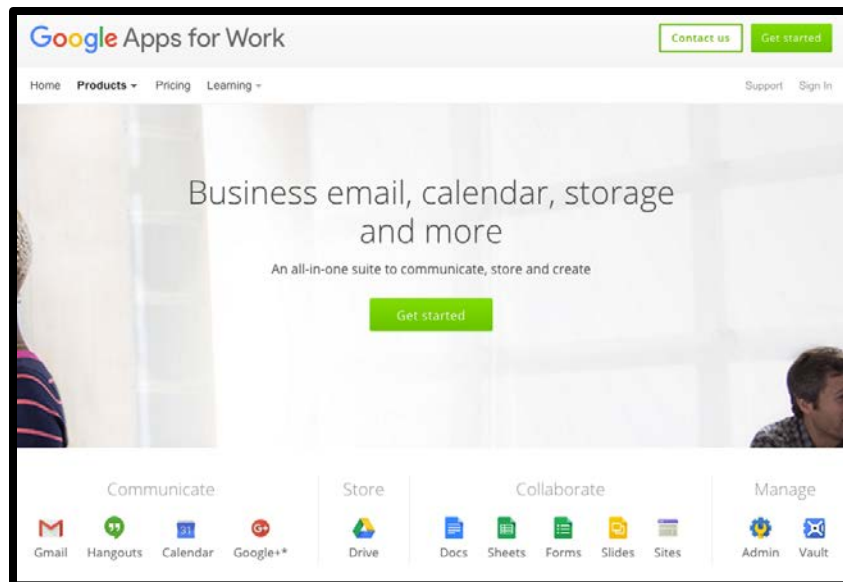 Google Apps for Work
Contact us
Get started
Home Products Pricing Learning
Support Sign In
Business email, calendar, storage
and more
An all-in-one suite to communicate, store and create
Get started
Communicate Store Collaborate Manage
31 G+
Gmail Hangouts Calendar Google+* Drive Docs Sheets Forms Slides Sites Admin Vault